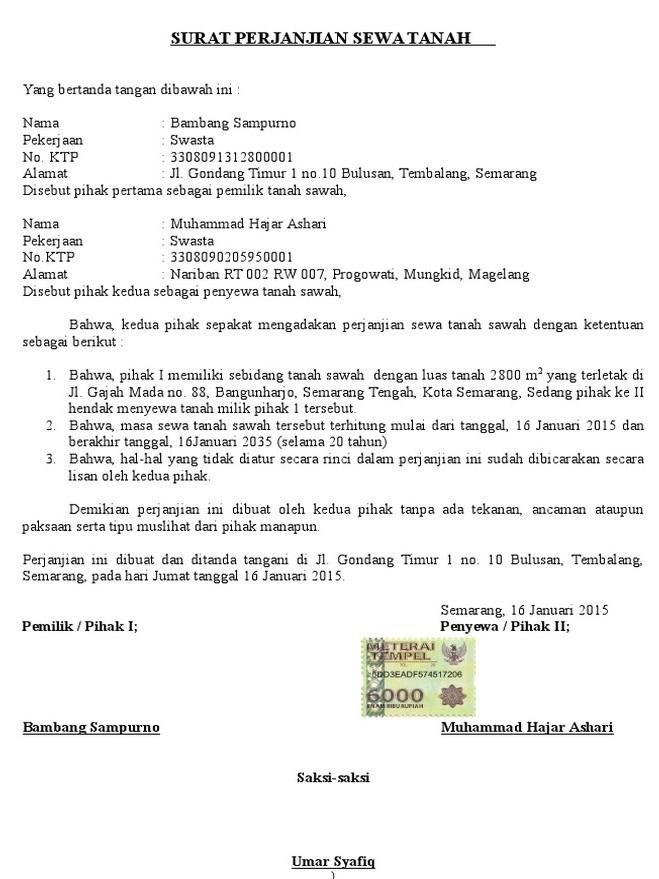 SURAT PERJANJIAN SEWA TANAH
Yang bertanda tangan dibawah ini :
Nama : Bambang Sampurno
Pekerjaan : Swasta
No. KTP : 3308091312800001
Alamat : Jl. Gondang Timur 1 no.10 Bulusan, Tembalang, Semarang
Disebut pihak pertama sebagai pemilik tanah sawah,
Nama : Muhammad Hajar Ashari
Pekerjaan : Swasta
No.KTP : 3308090205950001
Alamat : Nariban RT 002 RW 007, Progowati, Mungkid, Magelang
Disebut pihak kedua sebagai penyewa tanah sawah,
Bahwa, kedua pihak sepakat mengadakan perjanjian sewa tanah sawah dengan ketentuan
sebagai berikut :
1. Bahwa, pihak I memiliki sebidang tanah sawah dengan luas tanah 2800 m² yang terletak di
Jl. Gajah Mada no. 88, Bangunharjo, Semarang Tengah, Kota Semarang, Sedang pihak ke II
hendak menyewa tanah milik pihak 1 tersebut.
2. Bahwa, masa sewa tanah sawah tersebut terhitung mulai dari tanggal, 16 Januari 2015 dan
berakhir tanggal, 16Januari 2035 (selama 20 tahun)
3. Bahwa, hal-hal yang tidak diatur secara rinci dalam perjanjian ini sudah dibicarakan secara
lisan oleh kedua pihak.
Demikian perjanjian ini dibuat oleh kedua pihak tanpa ada tekanan, ancaman ataupun
paksaan serta tipu muslihat dari pihak manapun.
Perjanjian ini dibuat dan ditanda tangani di Jl. Gondang Timur 1 no. 10 Bulusan, Tembalang,
Semarang, pada hari Jumat tanggal 16 Januari 2015.
Semarang, 16 Januari 2015
Pemilik / Pihak I; Penyewa / Pihak II;
METERAI
TEMPEL
6000
ENAM RIBU RUPIAH
Bambang Sampurno Muhammad Hajar Ashari
Saksi-saksi
Umar Syafiq
)